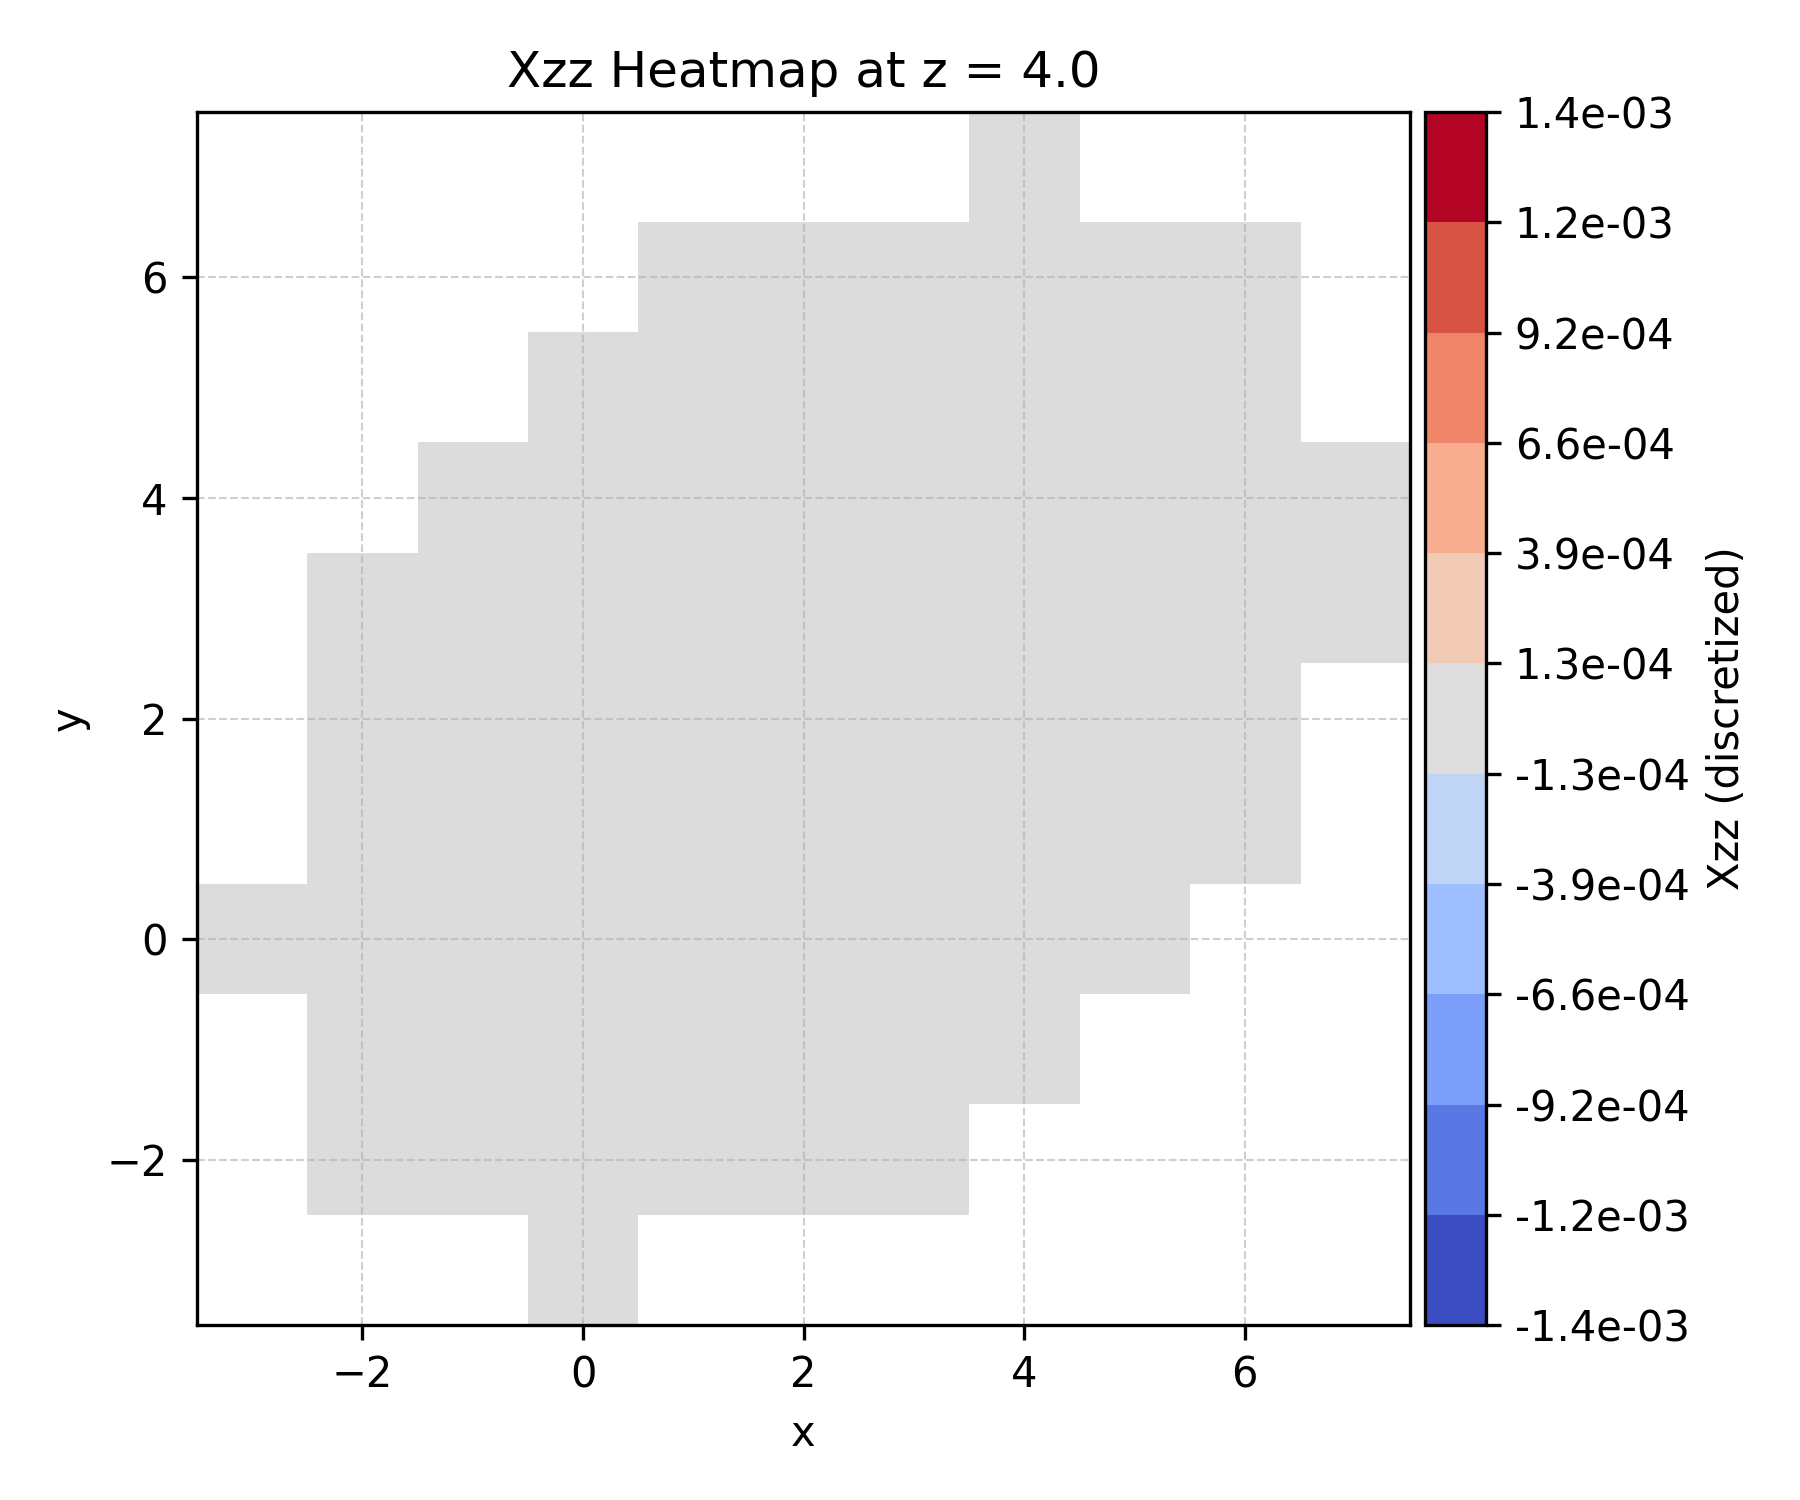 Xzz Heatmap at z = 4.0
6
4
2
0
−2
y
−2 0 2 4 6
x
1.4e-03
1.2e-03
9.2e-04
6.6e-04
3.9e-04
1.3e-04
-1.3e-04
-3.9e-04
-6.6e-04
-9.2e-04
-1.2e-03
-1.4e-03
Xzz (discretized)